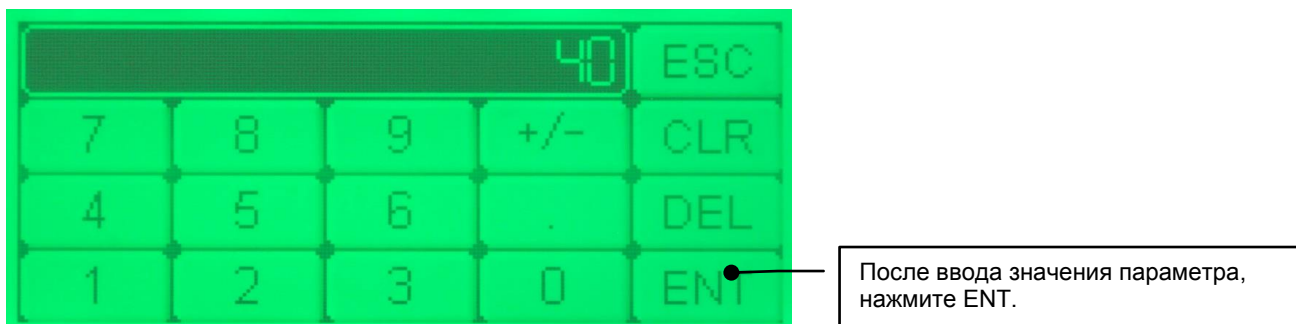 40 ESC
7 8 9 +/- CLR
4 5 6 . DEL
1 2 3 0 ENT
После ввода значения параметра,
нажмите ENT.